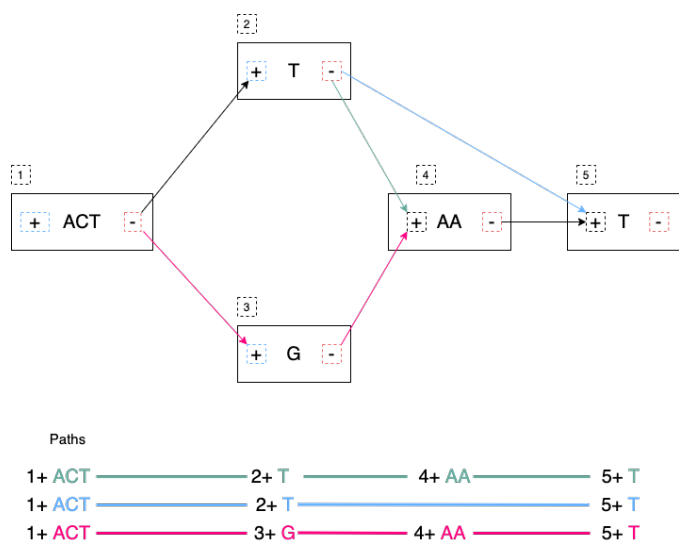 2
+ T -
1
4
5
+ ACT -
+ AA -
+ T -
3
+ G -
Paths
1+ ACT 2+ T 4+ AA 5+ T
1+ ACT 2+ T 5+ T
1+ ACT 3+ G 4+ AA 5+ T